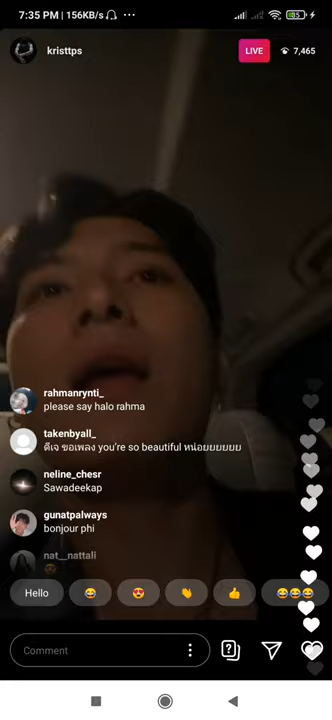 7:35 PM | 156KB/s
85
kristtps
LIVE
7,465
rahmanrynti_
please say halo rahma
takenbyall_
ดีเจ ขอเพลง you're so beautiful หน่อยยยยยย
neline_chesr
Sawadeekap
gunatpalways
bonjour phi
nat__nattali
Hello
Comment